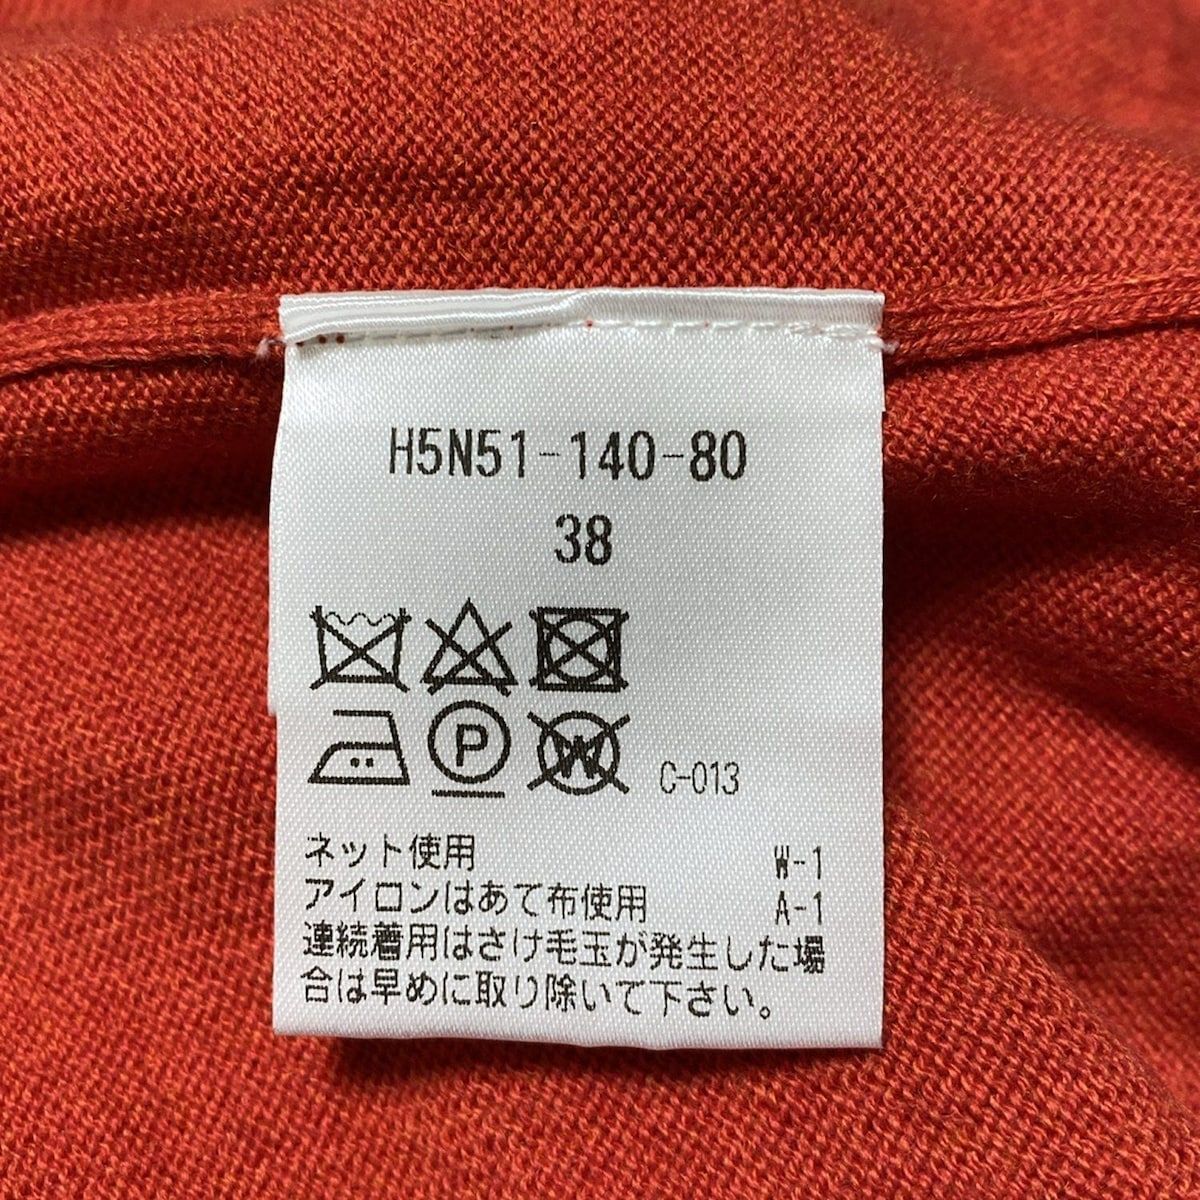 H5N51-140-80
38
P
W
C-013
ネット使用 W-1
アイロンはあて布使用 A-1
連続着用はさけ毛玉が発生した場
合は早めに取り除いて下さい。